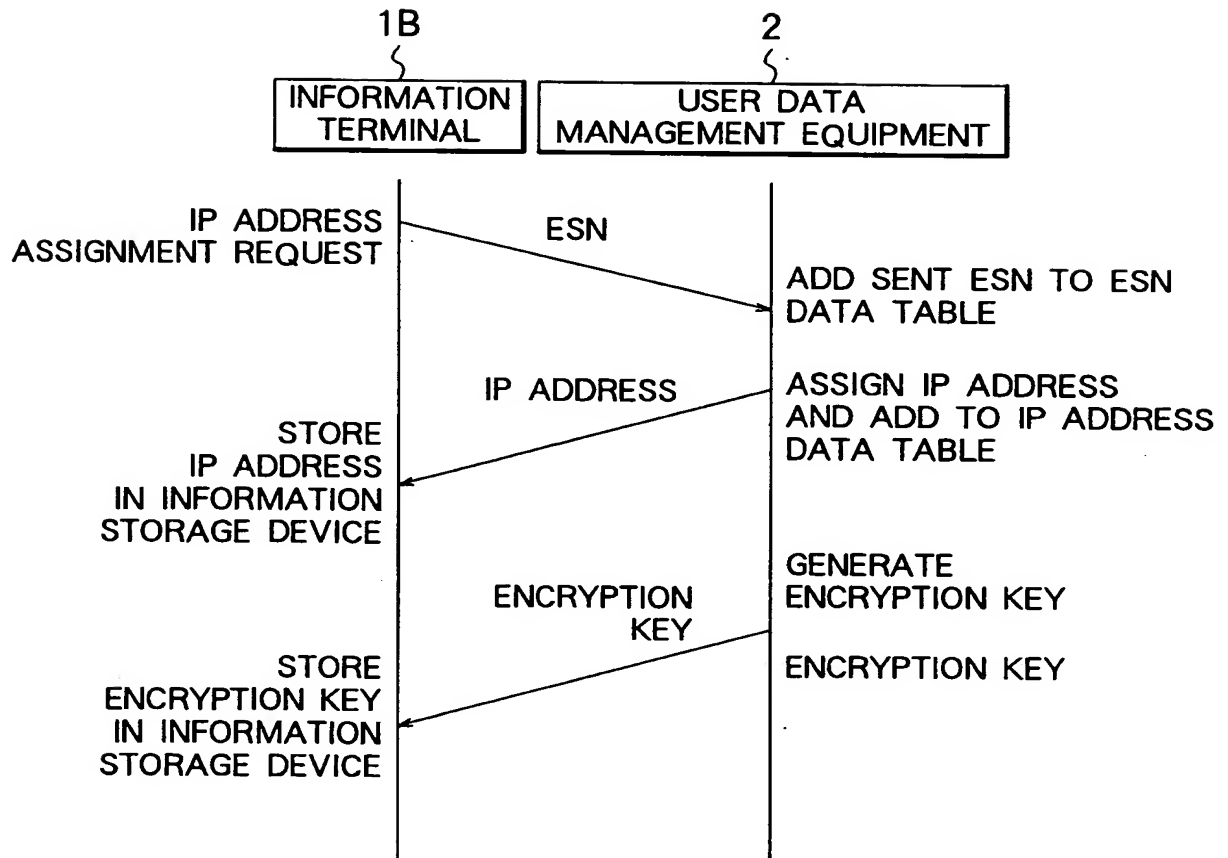 1B
2
INFORMATION
TERMINAL
USER DATA
MANAGEMENT EQUIPMENT
IP ADDRESS
ASSIGNMENT REQUEST
ESN
ADD SENT ESN TO ESN
DATA TABLE
IP ADDRESS
ASSIGN IP ADDRESS
AND ADD TO IP ADDRESS
DATA TABLE
STORE
IP ADDRESS
IN INFORMATION
STORAGE DEVICE
GENERATE
ENCRYPTION KEY
ENCRYPTION
KEY
ENCRYPTION KEY
STORE
ENCRYPTION KEY
IN INFORMATION
STORAGE DEVICE